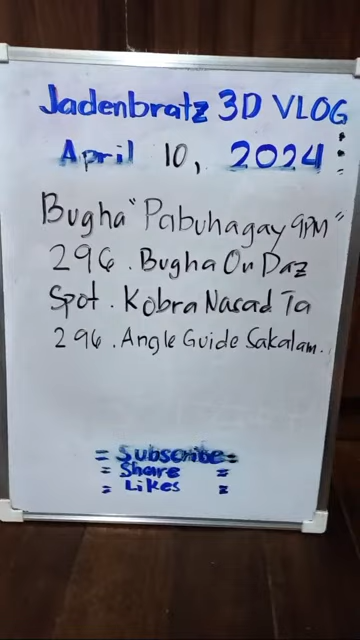 Jadenbratz 3D VLOG
April 10, 2024
Bugha "Pabuhagay 9PM"
296. Bugha On Daz
Spot. Kobra Nasad Ta
296. Angle Guide Sakalam.
= Subscribe =
= Share =
= Likes =